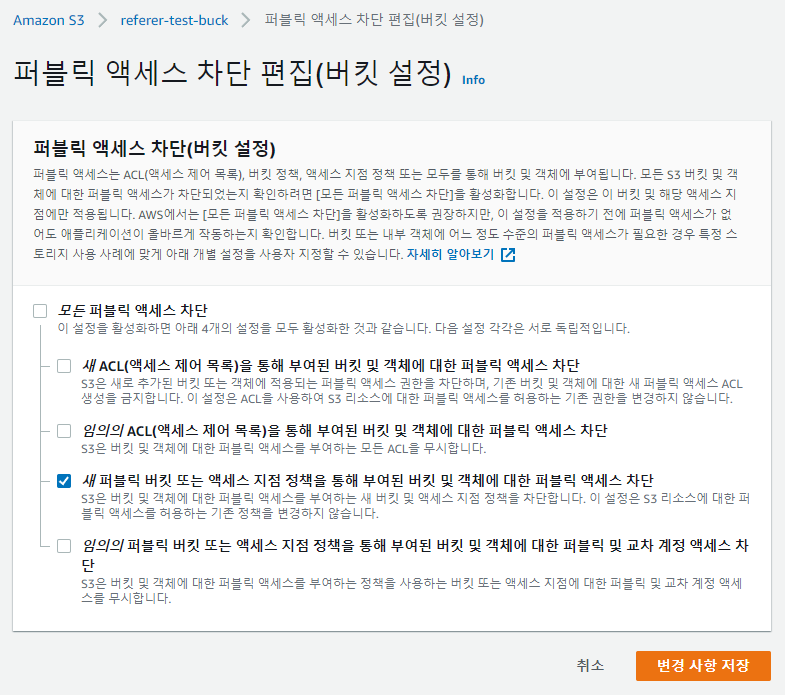 Amazon S3 > referer-test-buck > 퍼블릭 액세스 차단 편집(버킷 설정)
퍼블릭 액세스 차단 편집(버킷 설정) Info
퍼블릭 액세스 차단(버킷 설정)
퍼블릭 액세스는 ACL(액세스 제어 목록), 버킷 정책, 액세스 지점 정책 또는 모두를 통해 버킷 및 객체에 부여됩니다. 모든 S3 버킷 및 객
체에 대한 퍼블릭 액세스가 차단되었는지 확인하려면 [모든 퍼블릭 액세스 차단]을 활성화합니다. 이 설정은 이 버킷 및 해당 액세스 지
점에만 적용됩니다. AWS에서는 [모든 퍼블릭 액세스 차단]을 활성화하도록 권장하지만, 이 설정을 적용하기 전에 퍼블릭 액세스가 없
어도 애플리케이션이 올바르게 작동하는지 확인합니다. 버킷 또는 내부 객체에 어느 정도 수준의 퍼블릭 액세스가 필요한 경우 특정 스
토리지 사용 사례에 맞게 아래 개별 설정을 사용자 지정할 수 있습니다. 자세히 알아보기
모든 퍼블릭 액세스 차단
이 설정을 활성화하면 아래 4개의 설정을 모두 활성화한 것과 같습니다. 다음 설정 각각은 서로 독립적입니다.
새 ACL(액세스 제어 목록)을 통해 부여된 버킷 및 객체에 대한 퍼블릭 액세스 차단
S3은 새로 추가된 버킷 또는 객체에 적용되는 퍼블릭 액세스 권한을 차단하며, 기존 버킷 및 객체에 대한 새 퍼블릭 액세스 ACL
생성을 금지합니다. 이 설정은 ACL을 사용하여 S3 리소스에 대한 퍼블릭 액세스를 허용하는 기존 권한을 변경하지 않습니다.
임의의 ACL(액세스 제어 목록)을 통해 부여된 버킷 및 객체에 대한 퍼블릭 액세스 차단
S3은 버킷 및 객체에 대한 퍼블릭 액세스를 부여하는 모든 ACL을 무시합니다.
새 퍼블릭 버킷 또는 액세스 지점 정책을 통해 부여된 버킷 및 객체에 대한 퍼블릭 액세스 차단
S3은 버킷 및 객체에 대한 퍼블릭 액세스를 부여하는 새 버킷 및 액세스 지점 정책을 차단합니다. 이 설정은 S3 리소스에 대한 퍼
블릭 액세스를 허용하는 기존 정책을 변경하지 않습니다.
임의의 퍼블릭 버킷 또는 액세스 지점 정책을 통해 부여된 버킷 및 객체에 대한 퍼블릭 및 교차 계정 액세스 차
단
S3은 버킷 및 객체에 대한 퍼블릭 액세스를 부여하는 정책을 사용하는 버킷 또는 액세스 지점에 대한 퍼블릭 및 교차 계정 액세
스를 무시합니다.
취소 변경 사항 저장